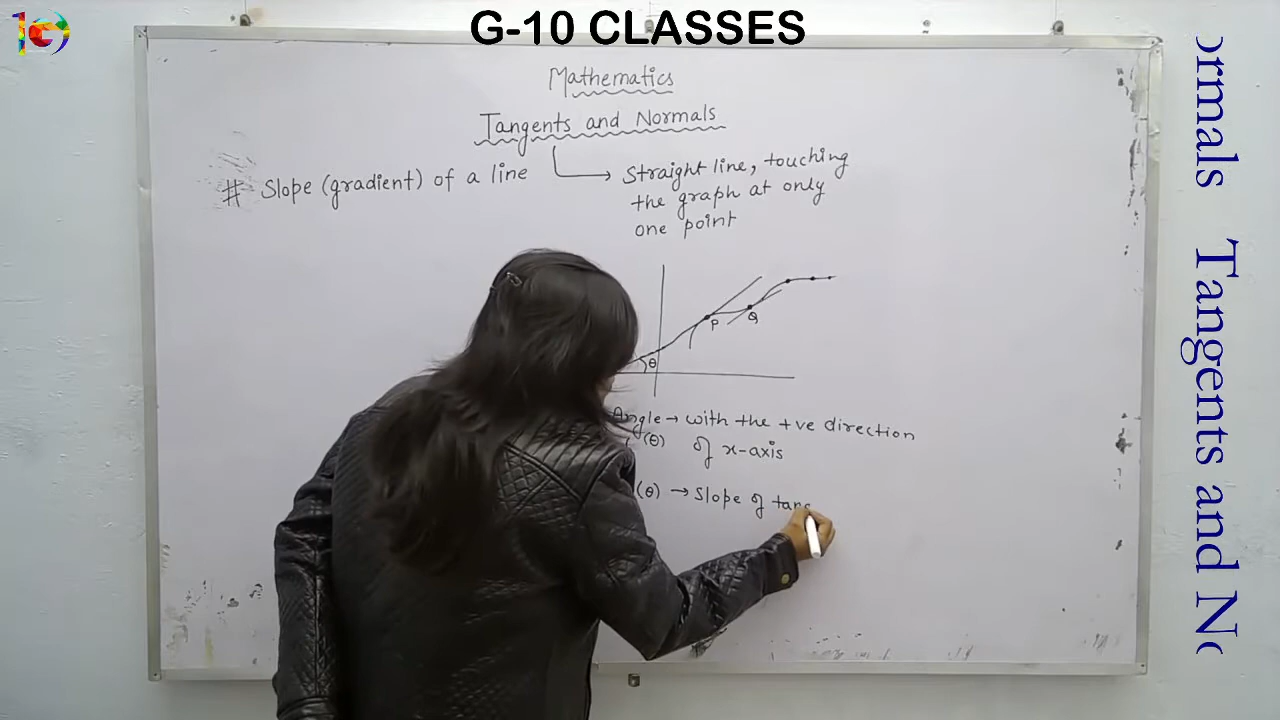 G-10 CLASSES
Mathematics
Tangents and Normals
# Slope (gradient) of a line
Straight line, touching
the graph at only
one point
P
Q
θ
Angle → with the +ve direction
(θ) of x-axis
(θ) → Slope of tang
ormals Tangents and No